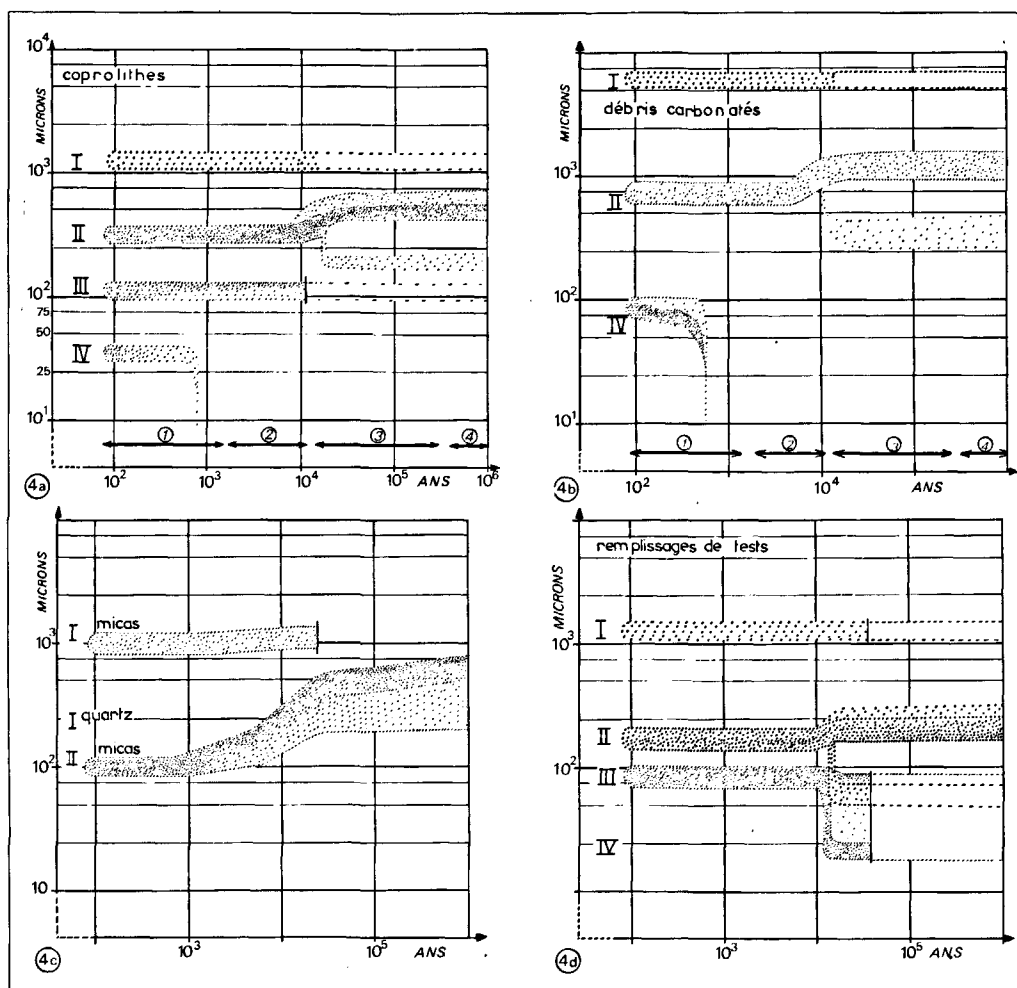 10⁴
coprolithes
MICRONS
I
10³
II
III
10²
75
50
IV
25
10¹
① ② ③ ④
10² 10³ 10⁴ 10⁵ ANS 10⁶
4a
I
débris carbonatés
MICRONS
10³
II
10²
IV
10¹
① ② ③ ④
10² 10⁴ ANS
4b
MICRONS
I micas
10³
I quartz
II micas
10²
10
10³ 10⁵ ANS
4c
remplissages de tests
MICRONS
I
10³
II
10²
III
IV
10³ 10⁵ ANS
4d